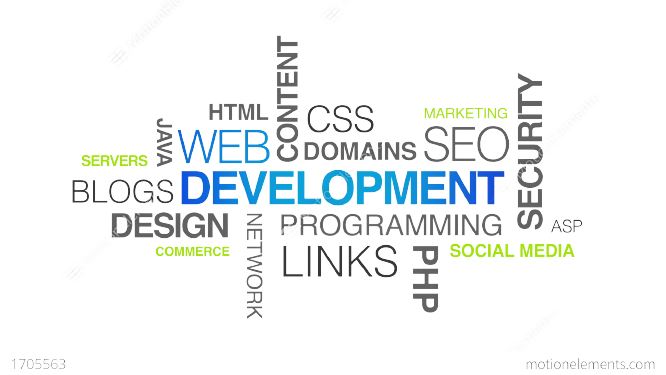 CONTENT
HTML
CSS
MARKETING
SECURITY
JAVA
WEB
DOMAINS
SEO
SERVERS
BLOGS
DEVELOPMENT
DESIGN
NETWORK
PROGRAMMING
ASP
COMMERCE
LINKS
PHP
SOCIAL MEDIA
1705563
motionelements.com